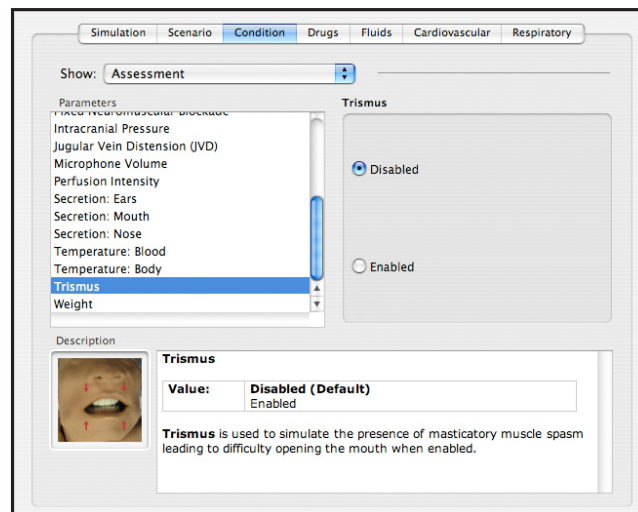 Simulation Scenario Condition Drugs Fluids Cardiovascular Respiratory
Show: Assessment
Parameters
Fixed Neuromuscular Blockade
Intracranial Pressure
Jugular Vein Distension (JVD)
Microphone Volume
Perfusion Intensity
Secretion: Ears
Secretion: Mouth
Secretion: Nose
Temperature: Blood
Temperature: Body
Trismus
Weight
Trismus
Disabled
Enabled
Description
Trismus
Value: Disabled (Default)
Enabled
Trismus is used to simulate the presence of masticatory muscle spasm
leading to difficulty opening the mouth when enabled.